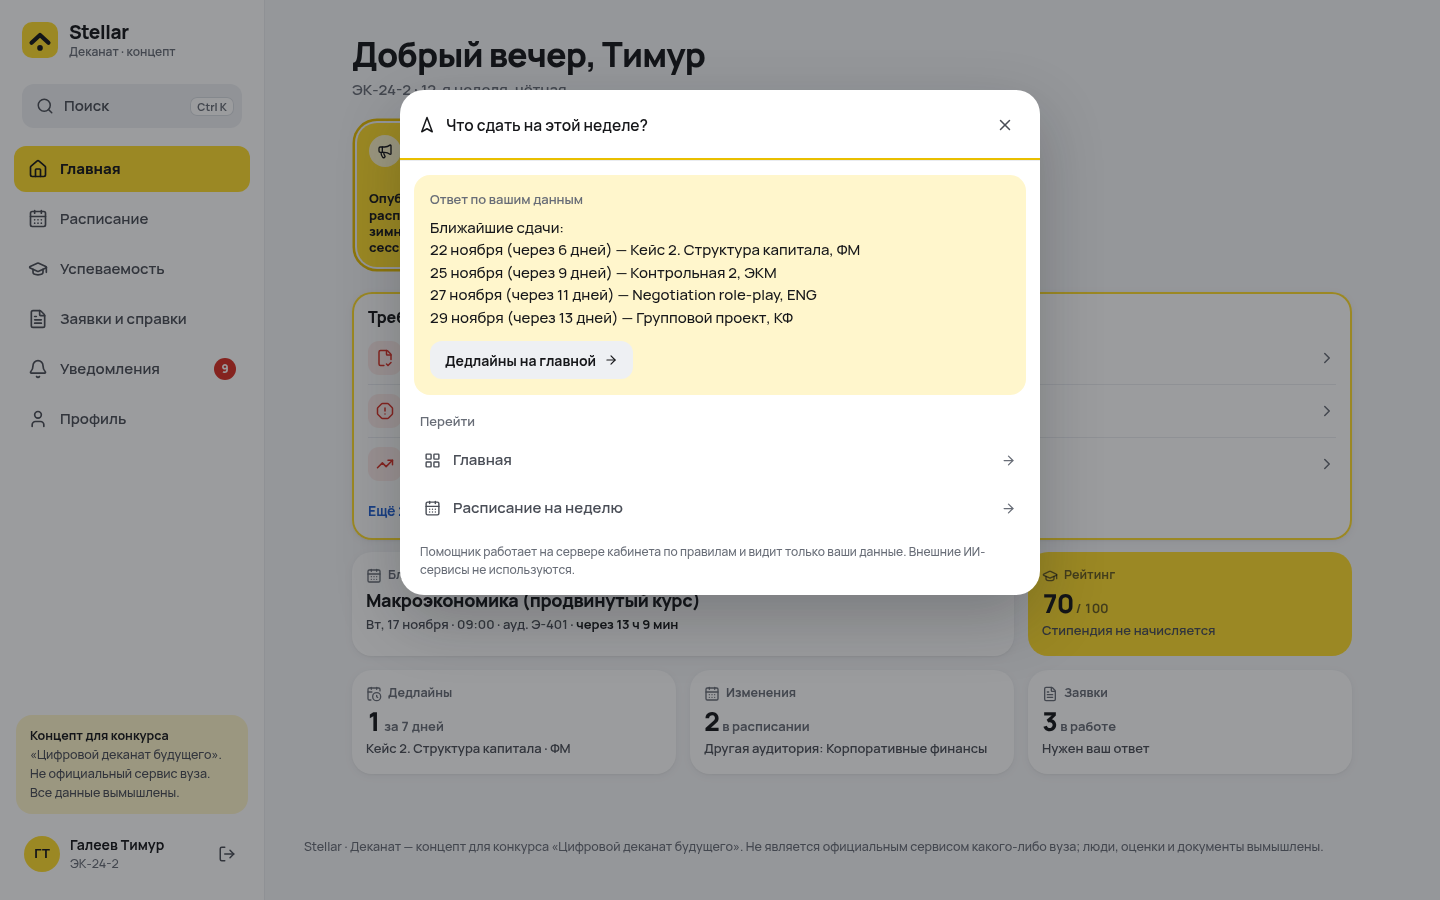 Stellar
Деканат · концепт
Поиск
Ctrl K
Главная
Расписание
Успеваемость
Заявки и справки
Уведомления
9
Профиль
Концепт для конкурса
«Цифровой деканат будущего».
Не официальный сервис вуза.
Все данные вымышлены.
ГТ
Галеев Тимур
ЭК-24-2
Добрый вечер, Тимур
ЭК-24-2 · 12-я неделя, чётная
Что сдать на этой неделе?
Ответ по вашим данным
Ближайшие сдачи:
22 ноября (через 6 дней) — Кейс 2. Структура капитала, ФМ
25 ноября (через 9 дней) — Контрольная 2, ЭКМ
27 ноября (через 11 дней) — Negotiation role-play, ENG
29 ноября (через 13 дней) — Групповой проект, КФ
Дедлайны на главной
Перейти
Главная
Расписание на неделю
Помощник работает на сервере кабинета по правилам и видит только ваши данные. Внешние ИИ-
сервисы не используются.
Ещё
Макроэкономика (продвинутый курс)
Вт, 17 ноября · 09:00 · ауд. Э-401 · через 13 ч 9 мин
Рейтинг
70 / 100
Стипендия не начисляется
Дедлайны
1 за 7 дней
Кейс 2. Структура капитала · ФМ
Изменения
2 в расписании
Другая аудитория: Корпоративные финансы
Заявки
3 в работе
Нужен ваш ответ
Stellar · Деканат — концепт для конкурса «Цифровой деканат будущего». Не является официальным сервисом какого-либо вуза; люди, оценки и документы вымышлены.